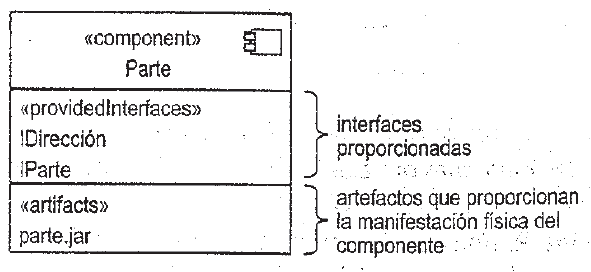 «component»
Parte
«providedInterfaces»
IDirección
IParte
interfaces
proporcionadas
«artifacts»
parte.jar
artefactos que proporcionan
la manifestación física del
componente